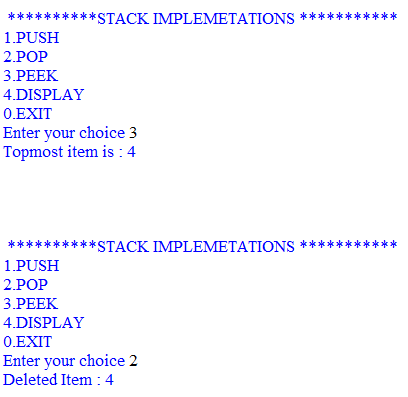 **********STACK IMPLEMETATIONS ***********
1.PUSH
2.POP
3.PEEK
4.DISPLAY
0.EXIT
Enter your choice 3
Topmost item is : 4
**********STACK IMPLEMETATIONS ***********
1.PUSH
2.POP
3.PEEK
4.DISPLAY
0.EXIT
Enter your choice 2
Deleted Item : 4